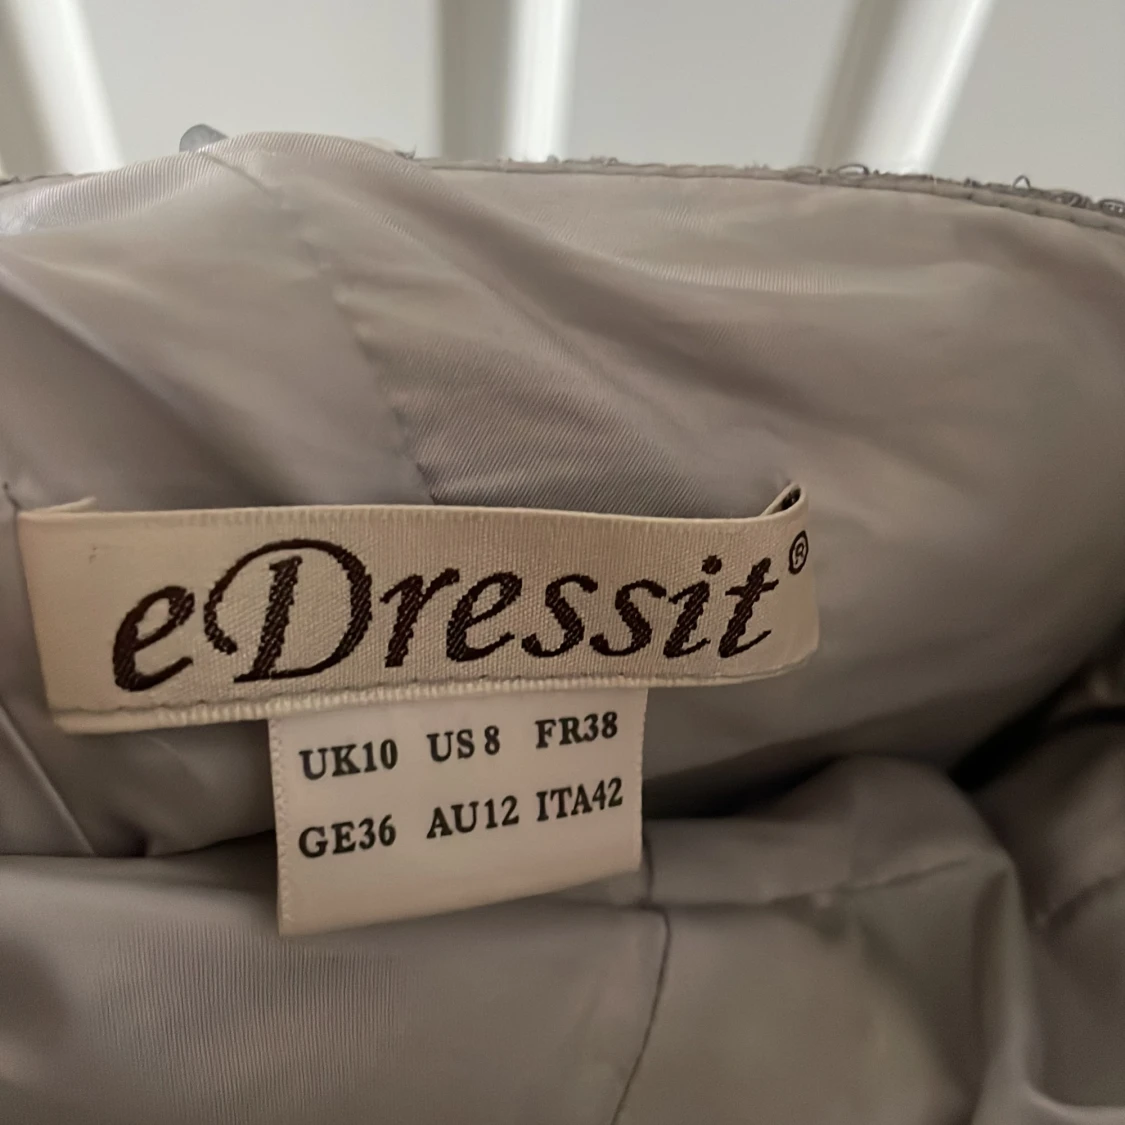 eDressit®
UK10 US 8 FR38
GE36 AU12 ITA42